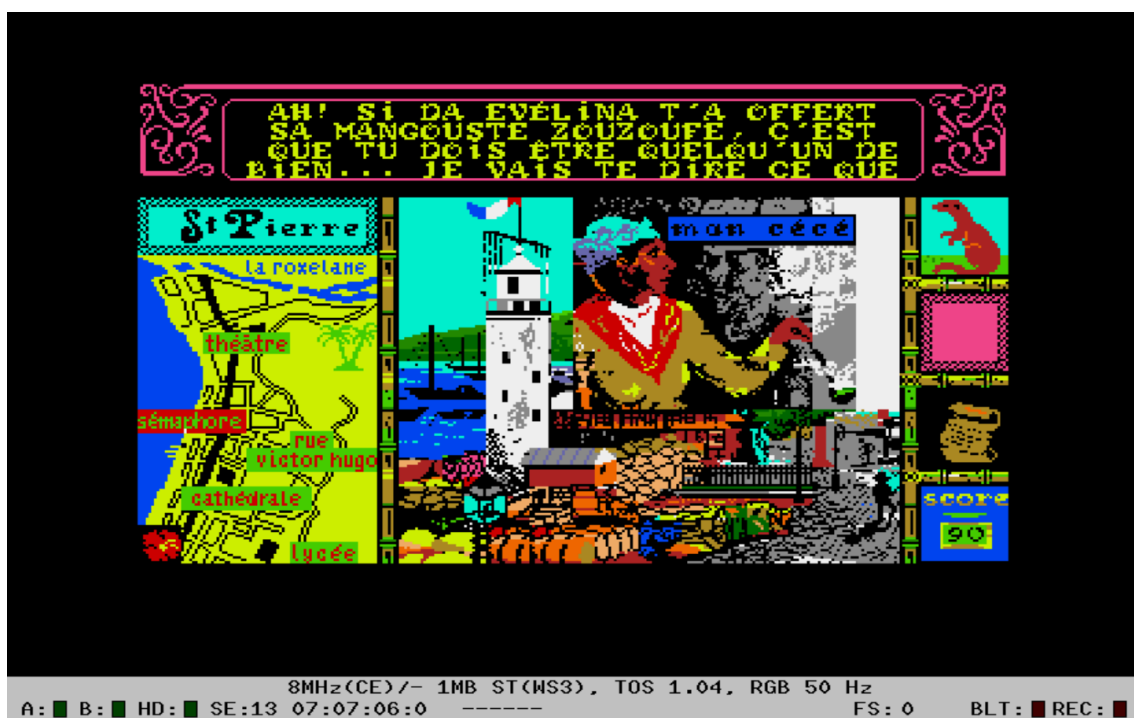 AH! Si DA EVÉLiNA T'A OFFERT
SA MANGOUSTE ZOUZOUFE, C'EST
QUE TU DOiS ÊTRE QUELQU'UN DE
BiEN... JE VAiS TE DiRE CE QUE
St Pierre
man cécé
la roxelane
théâtre
sémaphore
rue
victor hugo
cathédrale
lycée
score
90
8MHz(CE)/- 1MB ST(WS3), TOS 1.04, RGB 50 Hz
A: B: HD: SE:13 07:07:06:0 ------ FS: 0 BLT: REC: